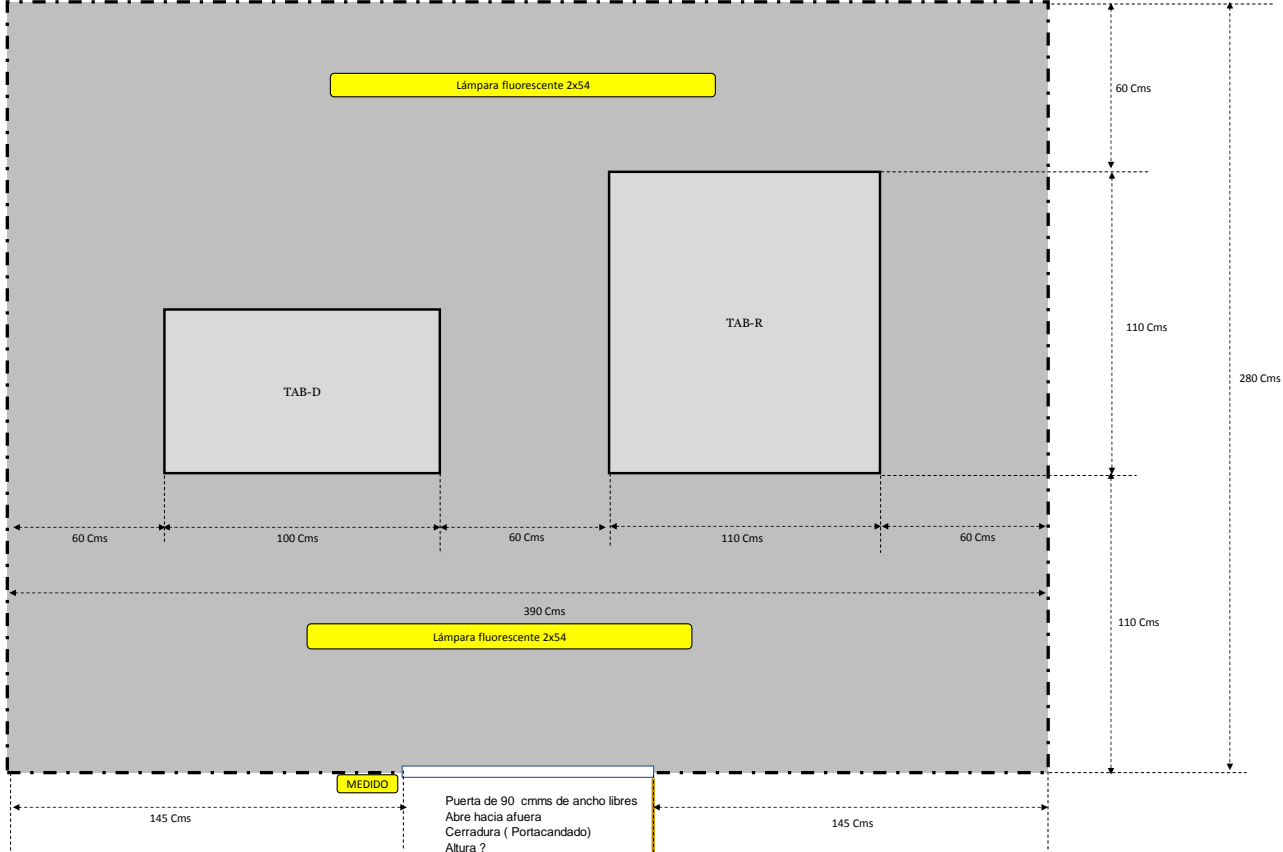 Lámpara fluorescente 2x54
60 Cms
TAB-R
110 Cms
280 Cms
TAB-D
60 Cms
100 Cms
60 Cms
110 Cms
60 Cms
390 Cms
110 Cms
Lámpara fluorescente 2x54
MEDIDO
145 Cms
Puerta de 90 cmms de ancho libres
Abre hacia afuera
Cerradura ( Portacandado)
Altura ?
145 Cms